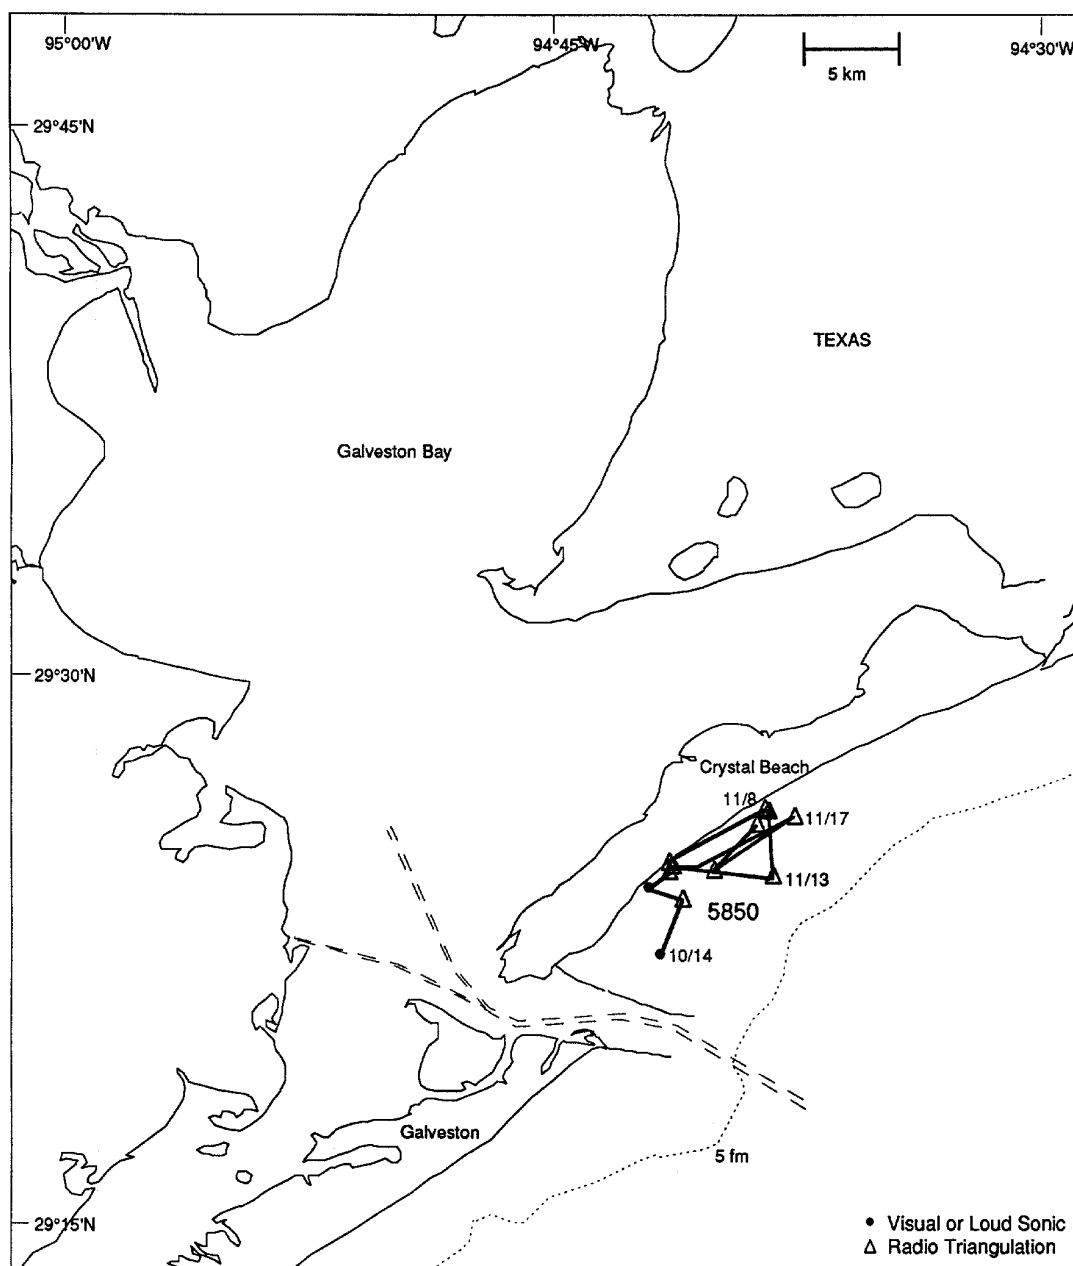 95°00'W
94°45'W
94°30'W
5 km
29°45'N
TEXAS
Galveston Bay
29°30'N
Crystal Beach
11/8
11/17
11/13
5850
10/14
Galveston
5 fm
29°15'N
Visual or Loud Sonic
Radio Triangulation